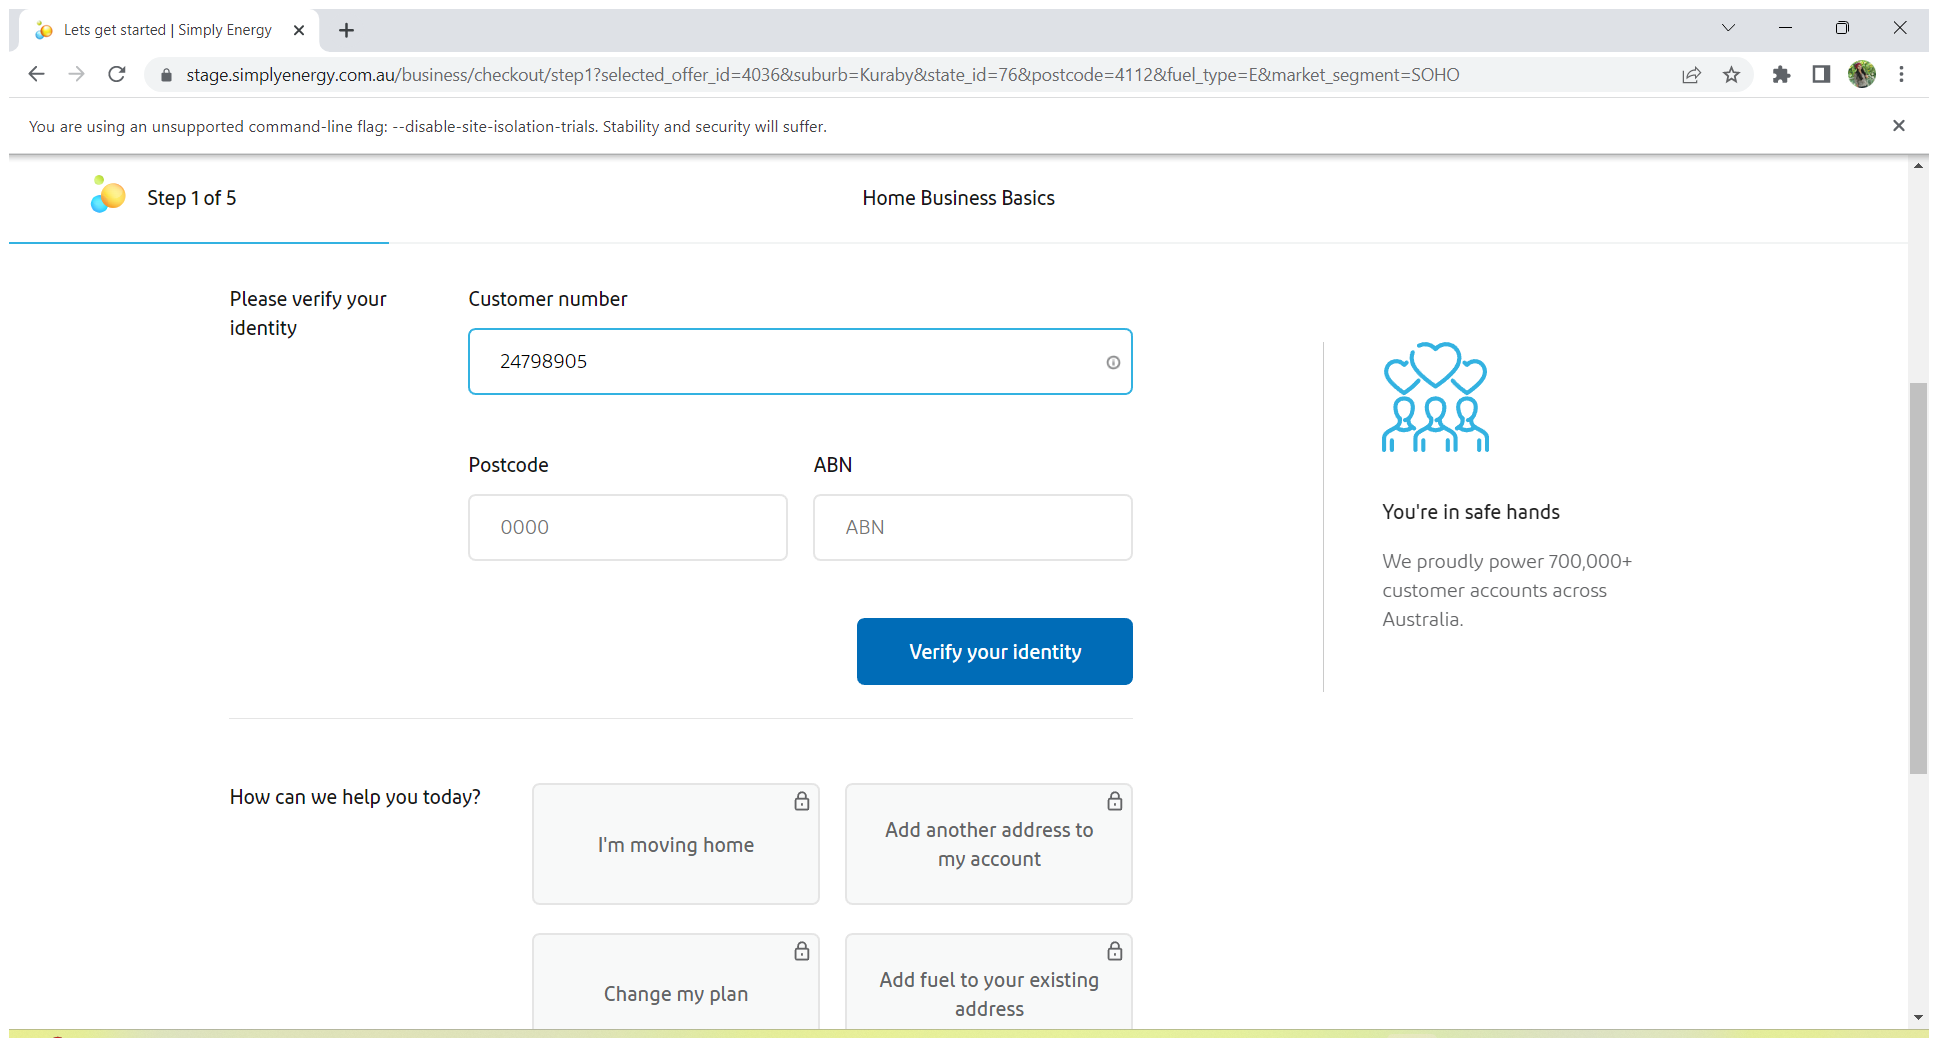 Lets get started | Simply Energy
stage.simplyenergy.com.au/business/checkout/step1?selected_offer_id=4036&suburb=Kuraby&state_id=76&postcode=4112&fuel_type=E&market_segment=SOHO
You are using an unsupported command-line flag: --disable-site-isolation-trials. Stability and security will suffer.
Step 1 of 5
Home Business Basics
Please verify your
identity
Customer number
24798905
Postcode
ABN
0000
ABN
Verify your identity
You're in safe hands
We proudly power 700,000+
customer accounts across
Australia.
How can we help you today?
I'm moving home
Add another address to
my account
Change my plan
Add fuel to your existing
address